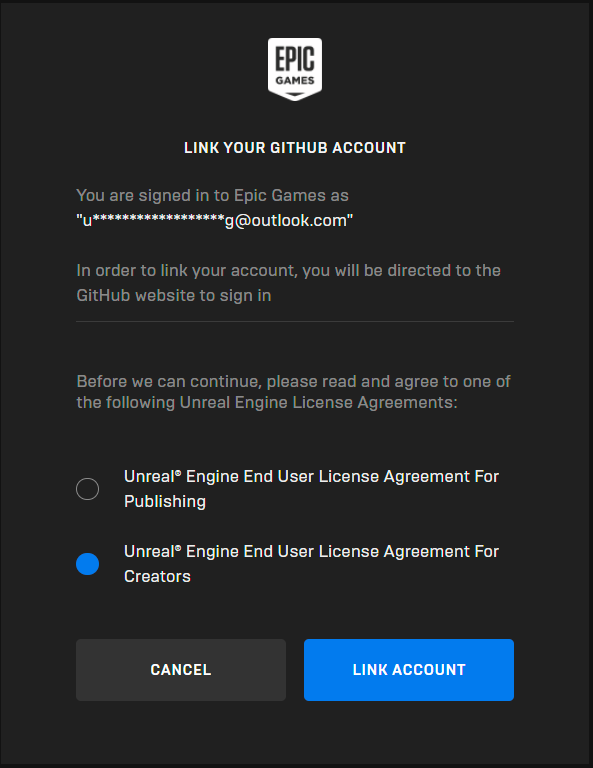 EPIC
GAMES
LINK YOUR GITHUB ACCOUNT
You are signed in to Epic Games as
"u******************g@outlook.com"
In order to link your account, you will be directed to the
GitHub website to sign in
Before we can continue, please read and agree to one of
the following Unreal Engine License Agreements:
Unreal® Engine End User License Agreement For
Publishing
Unreal® Engine End User License Agreement For
Creators
CANCEL
LINK ACCOUNT